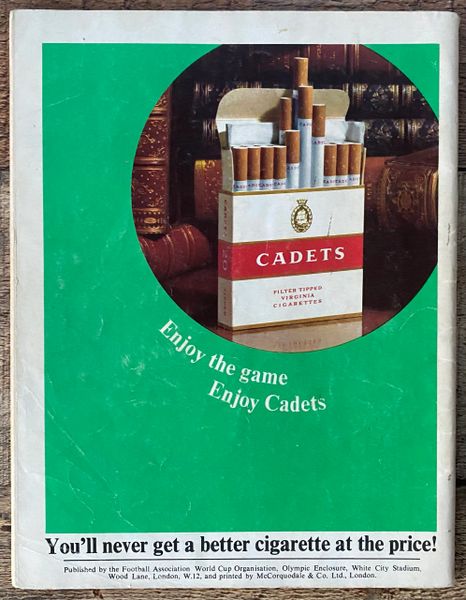 CADETS
FILTER TIPPED
VIRGINIA
CIGARETTES
Enjoy the game
Enjoy Cadets
You'll never get a better cigarette at the price!
Published by the Football Association World Cup Organisation, Olympic Enclosure, White City Stadium,
Wood Lane, London, W.12, and printed by McCorquodale & Co. Ltd., London.